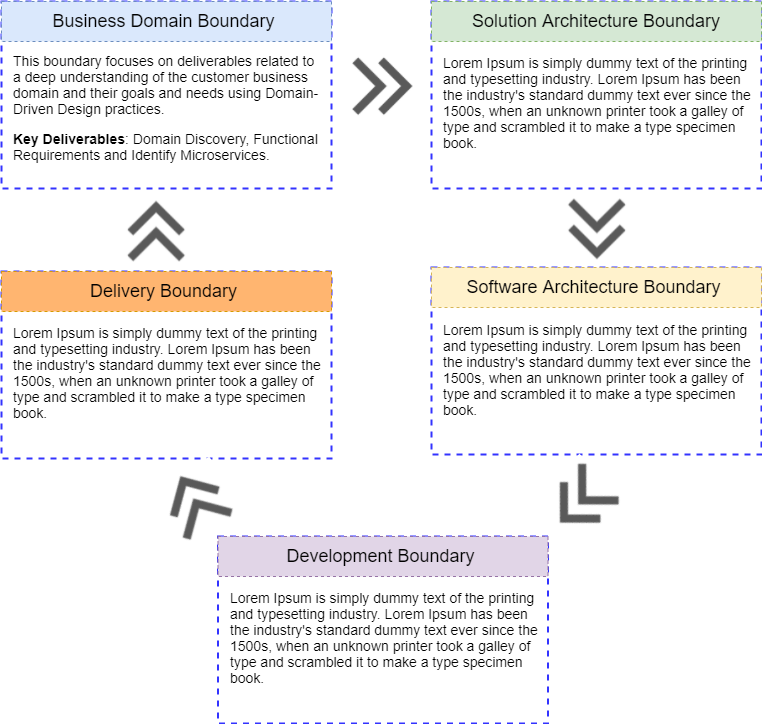 Business Domain Boundary
This boundary focuses on deliverables related to
a deep understanding of the customer business
domain and their goals and needs using Domain-
Driven Design practices.
Key Deliverables: Domain Discovery, Functional
Requirements and Identify Microservices.
Solution Architecture Boundary
Lorem Ipsum is simply dummy text of the printing
and typesetting industry. Lorem Ipsum has been
the industry's standard dummy text ever since the
1500s, when an unknown printer took a galley of
type and scrambled it to make a type specimen
book.
Software Architecture Boundary
Lorem Ipsum is simply dummy text of the printing
and typesetting industry. Lorem Ipsum has been
the industry's standard dummy text ever since the
1500s, when an unknown printer took a galley of
type and scrambled it to make a type specimen
book.
Development Boundary
Lorem Ipsum is simply dummy text of the printing
and typesetting industry. Lorem Ipsum has been
the industry's standard dummy text ever since the
1500s, when an unknown printer took a galley of
type and scrambled it to make a type specimen
book.
Delivery Boundary
Lorem Ipsum is simply dummy text of the printing
and typesetting industry. Lorem Ipsum has been
the industry's standard dummy text ever since the
1500s, when an unknown printer took a galley of
type and scrambled it to make a type specimen
book.